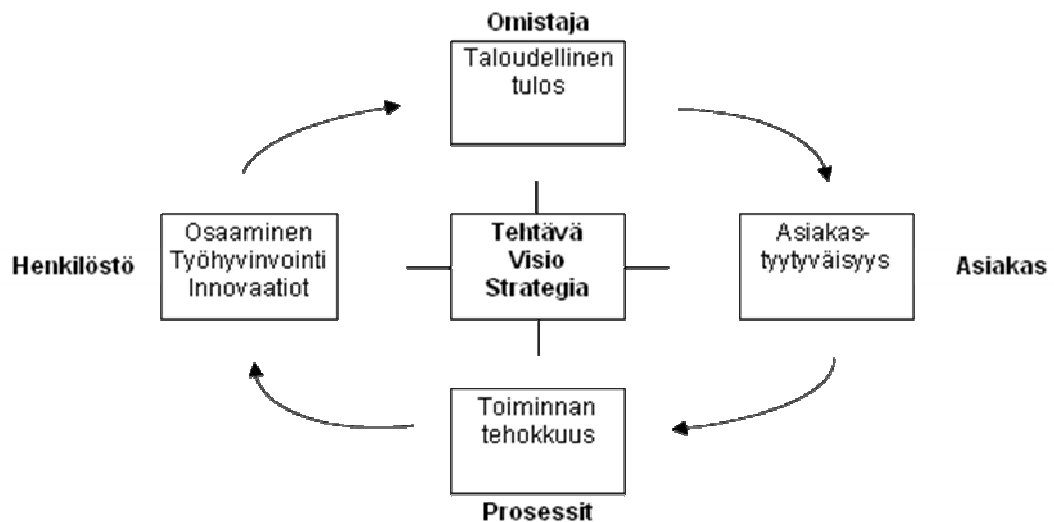 Omistaja
Taloudellinen
tulos
Henkilöstö
Osaaminen
Työhyvinvointi
Innovaatiot
Tehtävä
Visio
Strategia
Asiakas-
tyytyväisyys
Asiakas
Toiminnan
tehokkuus
Prosessit